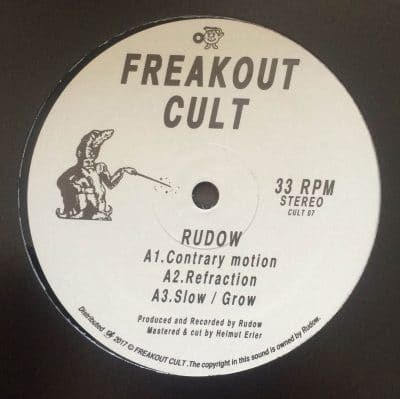 FREAKOUT
CULT
33 RPM
STEREO
CULT 07
RUDOW
A1.Contrary motion
A2.Refraction
A3.Slow / Grow
Produced and Recorded by Rudow
Mastered & cut by Helmut Erler
Distributed 2017 © FREAKOUT CULT .The copyright in this sound is owned by Rudow.